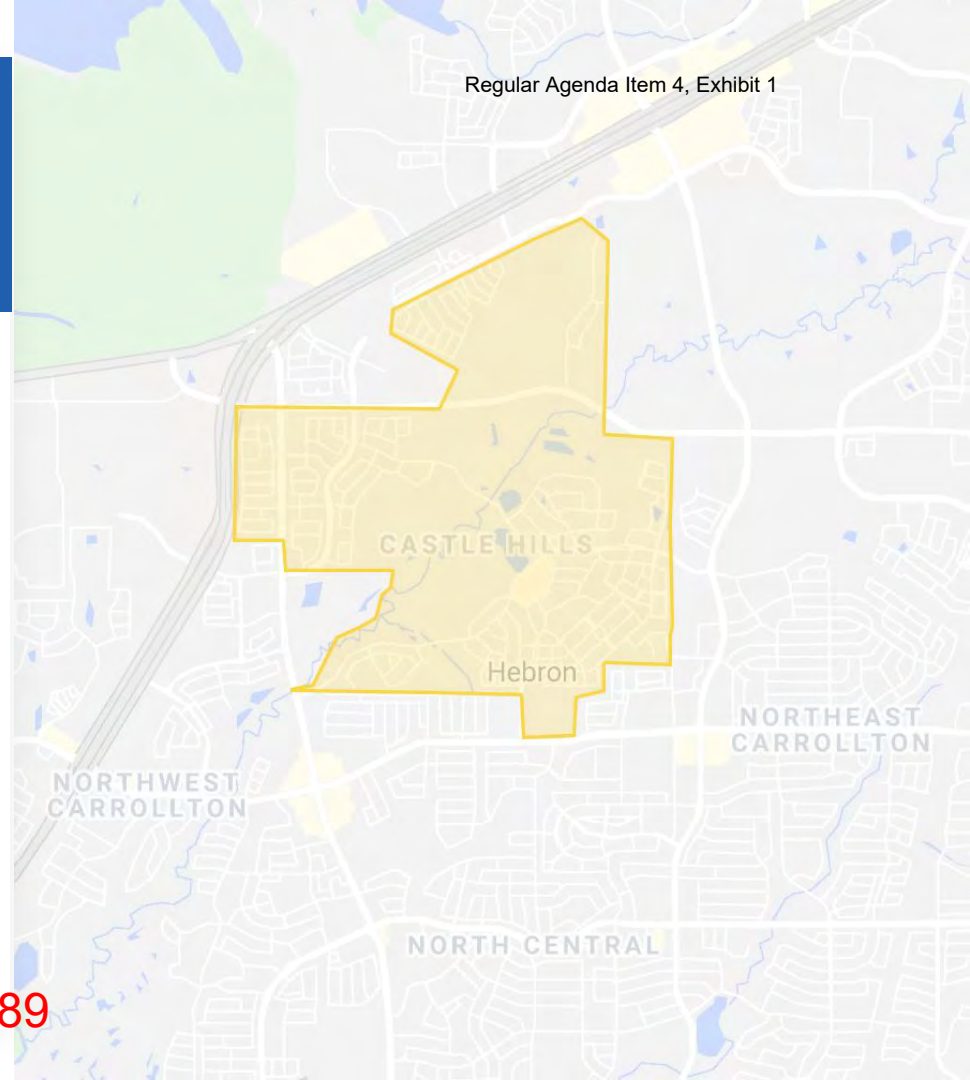 Regular Agenda Item 4, Exhibit 1
CASTLE HILLS
Hebron
NORTHEAST
CARROLLTON
NORTHWEST
CARROLLTON
NORTH CENTRAL
89